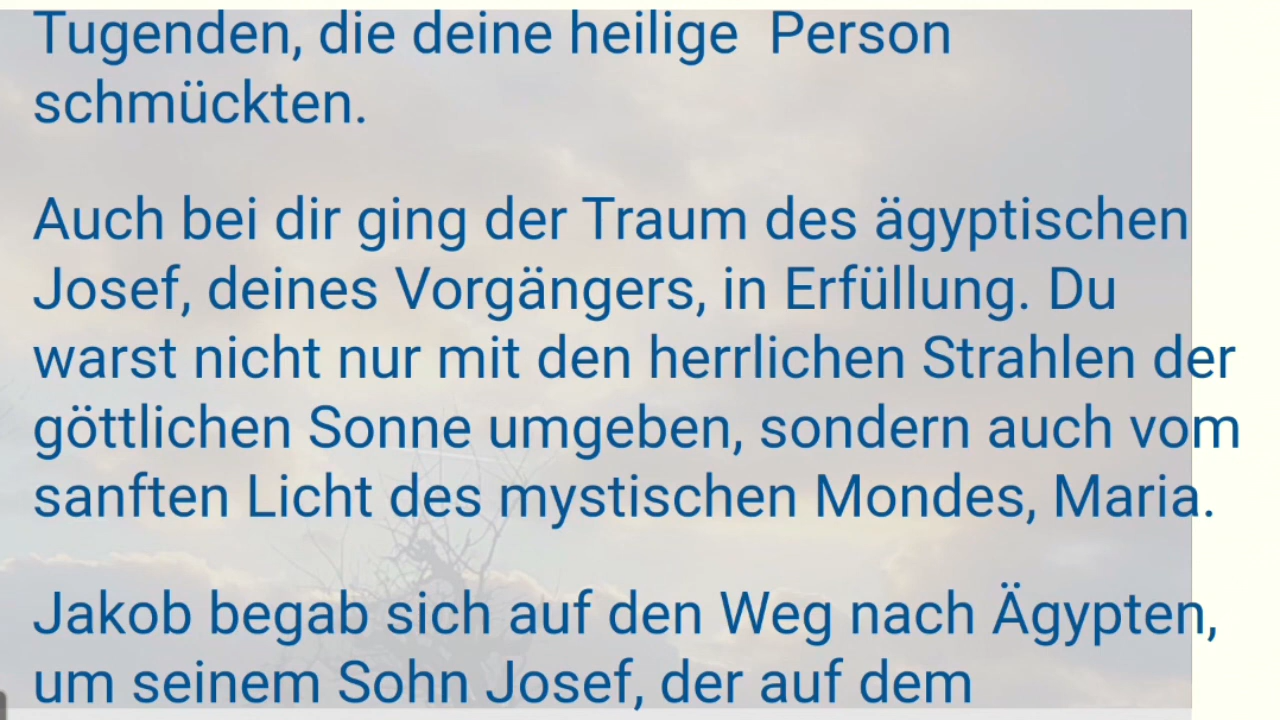 Tugenden, die deine heilige  Person
schmückten.
Auch bei dir ging der Traum des ägyptischen
Josef, deines Vorgängers, in Erfüllung. Du
warst nicht nur mit den herrlichen Strahlen der
göttlichen Sonne umgeben, sondern auch vom
sanften Licht des mystischen Mondes, Maria.
Jakob begab sich auf den Weg nach Ägypten,
um seinem Sohn Josef, der auf dem